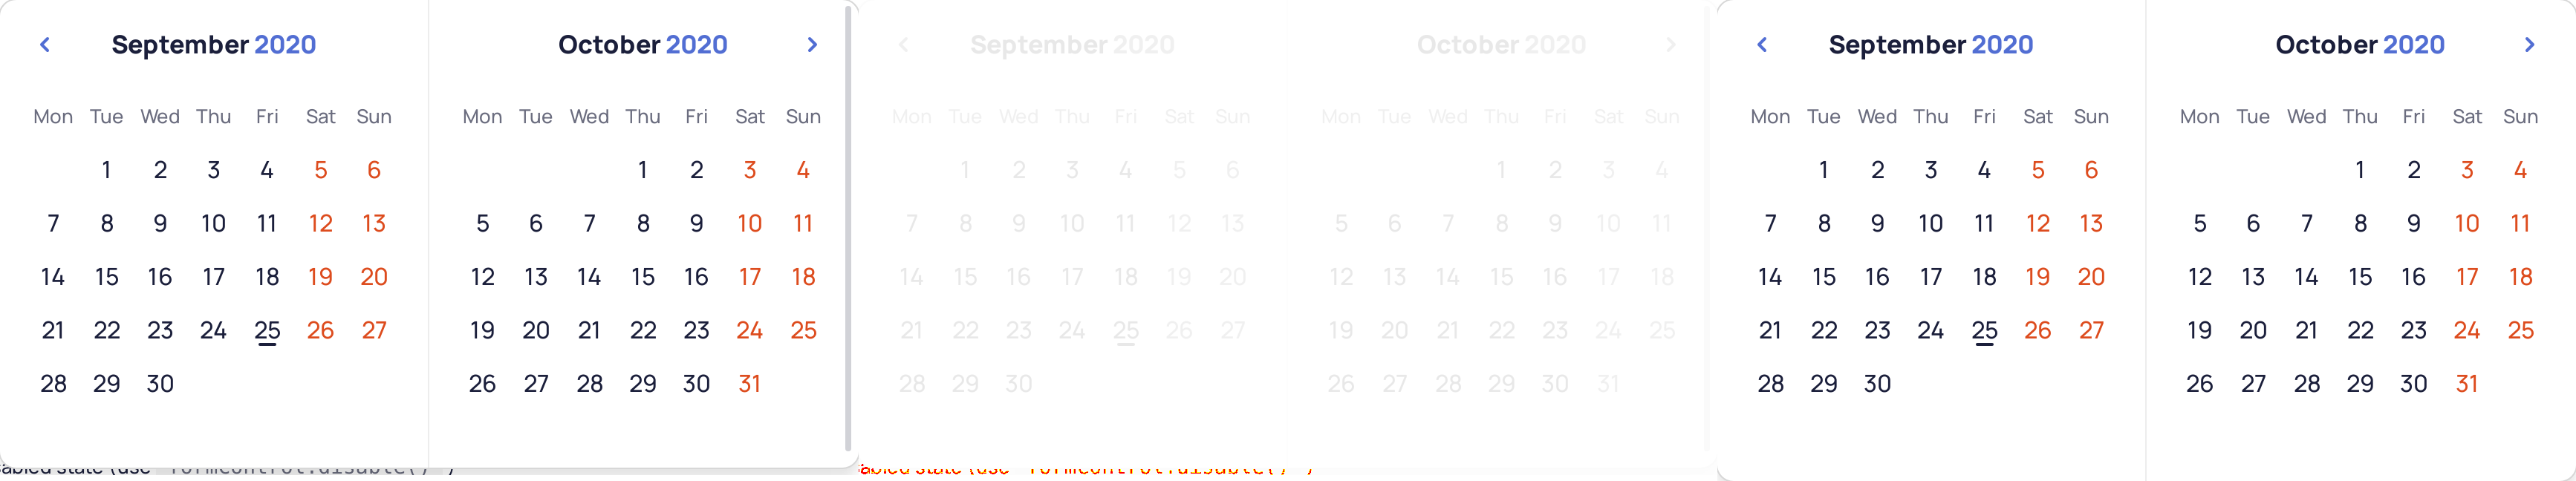 September 2020 October 2020
Mon Tue Wed Thu Fri Sat Sun Mon Tue Wed Thu Fri Sat Sun
1 2 3 4 5 6 1 2 3 4
7 8 9 10 11 12 13 5 6 7 8 9 10 11
14 15 16 17 18 19 20 12 13 14 15 16 17 18
21 22 23 24 25 26 27 19 20 21 22 23 24 25
28 29 30 26 27 28 29 30 31
abled state (use formControl.disable() )
September 2020 October 2020
Mon Tue Wed Thu Fri Sat Sun Mon Tue Wed Thu Fri Sat Sun
1 2 3 4 5 6 1 2 3 4
7 8 9 10 11 12 13 5 6 7 8 9 10 11
14 15 16 17 18 19 20 12 13 14 15 16 17 18
21 22 23 24 25 26 27 19 20 21 22 23 24 25
28 29 30 26 27 28 29 30 31
abled state (use formControl.disable() )
September 2020 October 2020
Mon Tue Wed Thu Fri Sat Sun Mon Tue Wed Thu Fri Sat Sun
1 2 3 4 5 6 1 2 3 4
7 8 9 10 11 12 13 5 6 7 8 9 10 11
14 15 16 17 18 19 20 12 13 14 15 16 17 18
21 22 23 24 25 26 27 19 20 21 22 23 24 25
28 29 30 26 27 28 29 30 31